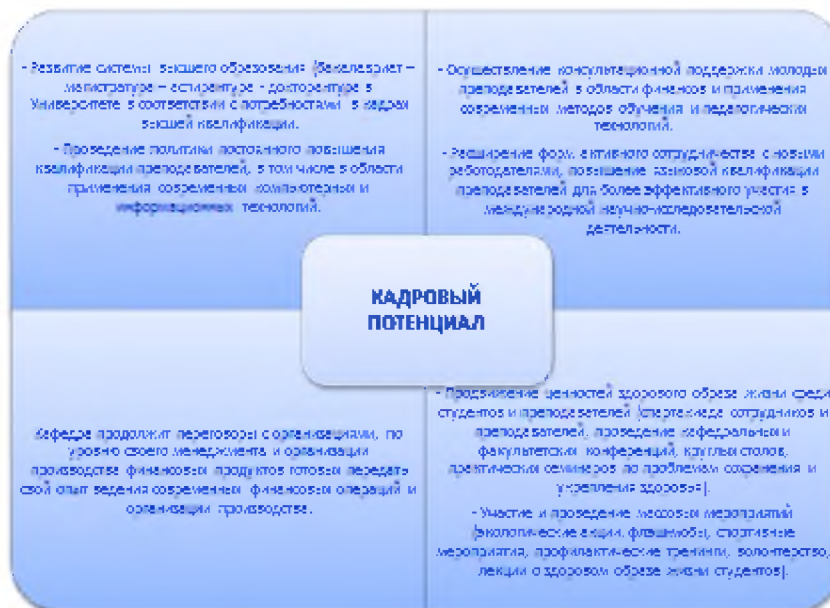 - Развитие системы высшего образования (бакалавриат –
магистратура – аспирантура - докторантура в
Университете в соответствии с потребностями в кадрах
высшей квалификации.
- Проведение политики постоянного повышения
квалификации преподавателей, в том числе в области
применения современных компьютерных и
информационных технологий.
- Осуществление консультационной поддержки молодых
преподавателей в области финансов и применения
современных методов обучения и педагогических
технологий.
- Расширение форм активного сотрудничества с новыми
работодателями, повышение языковой квалификации
преподавателей для более эффективного участия в
международной научно-исследовательской
деятельности.
КАДРОВЫЙ
ПОТЕНЦИАЛ
Кафедра продолжит переговоры с организациями, по
уровню своего менеджмента и организации
производства финансовых продуктов готовых передать
свой опыт ведения современных финансовых операций и
организации производства.
- Продвижение ценностей здорового образа жизни среди
студентов и преподавателей (спартакиада сотрудников и
преподавателей, проведение кафедральных и
факультетских конференций, круглых столов,
практических семинаров по проблемам сохранения и
укрепления здоровья).
- Участие и проведение массовых мероприятий
(экологические акции, флэшмобы, спортивные
мероприятия, профилактические тренинги, волонтерство,
лекции о здоровом образе жизни студентов).